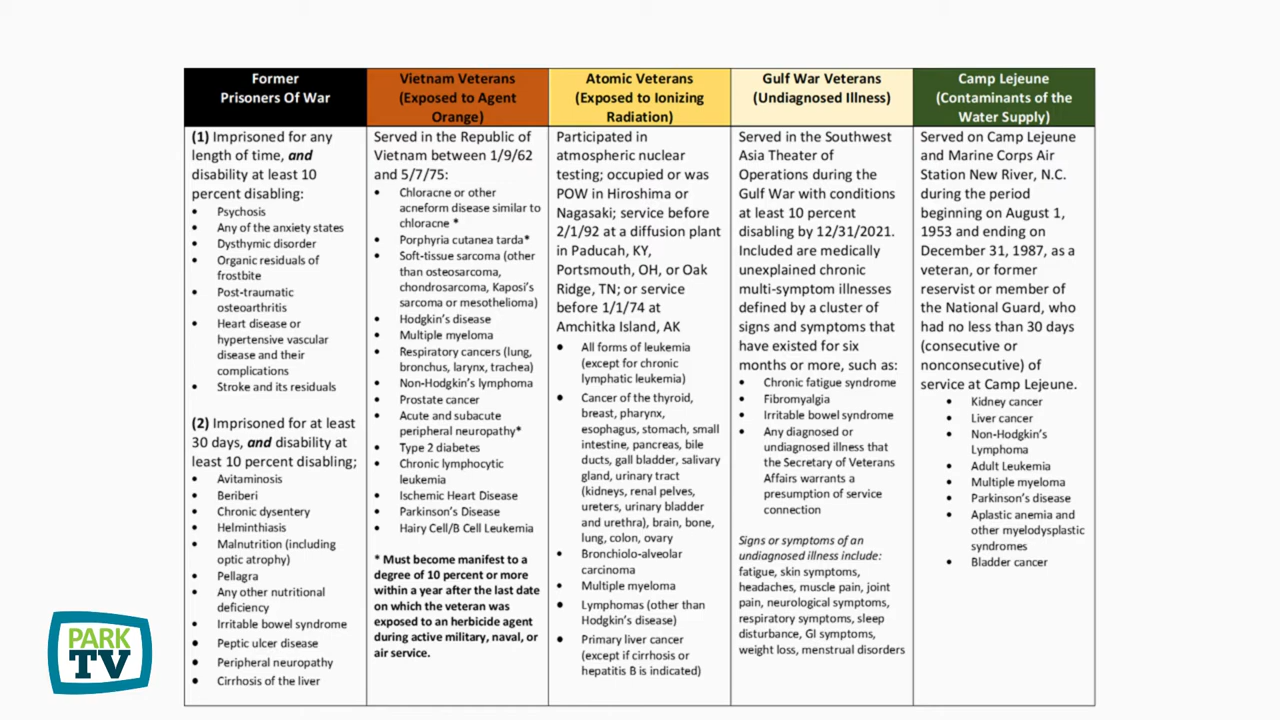 Former
Prisoners Of War
(1) Imprisoned for any
length of time, and
disability at least 10
percent disabling:
• Psychosis
• Any of the anxiety states
• Dysthymic disorder
• Organic residuals of
frostbite
• Post-traumatic
osteoarthritis
• Heart disease or
hypertensive vascular
disease and their
complications
• Stroke and its residuals
(2) Imprisoned for at least
30 days, and disability at
least 10 percent disabling;
• Avitaminosis
• Beriberi
• Chronic dysentery
• Helminthiasis
• Malnutrition (including
optic atrophy)
• Pellagra
• Any other nutritional
deficiency
• Irritable bowel syndrome
• Peptic ulcer disease
• Peripheral neuropathy
• Cirrhosis of the liver
Vietnam Veterans
(Exposed to Agent
Orange)
Served in the Republic of
Vietnam between 1/9/62
and 5/7/75:
• Chloracne or other
acneform disease similar to
chloracne *
• Porphyria cutanea tarda*
• Soft-tissue sarcoma (other
than osteosarcoma,
chondrosarcoma, Kaposi's
sarcoma or mesothelioma)
• Hodgkin's disease
• Multiple myeloma
• Respiratory cancers (lung,
bronchus, larynx, trachea)
• Non-Hodgkin's lymphoma
• Prostate cancer
• Acute and subacute
peripheral neuropathy*
• Type 2 diabetes
• Chronic lymphocytic
leukemia
• Ischemic Heart Disease
• Parkinson's Disease
• Hairy Cell/B Cell Leukemia
* Must become manifest to a
degree of 10 percent or more
within a year after the last date
on which the veteran was
exposed to an herbicide agent
during active military, naval, or
air service.
Atomic Veterans
(Exposed to Ionizing
Radiation)
Participated in
atmospheric nuclear
testing; occupied or was
POW in Hiroshima or
Nagasaki; service before
2/1/92 at a diffusion plant
in Paducah, KY,
Portsmouth, OH, or Oak
Ridge, TN; or service
before 1/1/74 at
Amchitka Island, AK
• All forms of leukemia
(except for chronic
lymphatic leukemia)
• Cancer of the thyroid,
breast, pharynx,
esophagus, stomach, small
intestine, pancreas, bile
ducts, gall bladder, salivary
gland, urinary tract
(kidneys, renal pelves,
ureters, urinary bladder
and urethra), brain, bone,
lung, colon, ovary
• Bronchiolo-alveolar
carcinoma
• Multiple myeloma
• Lymphomas (other than
Hodgkin's disease)
• Primary liver cancer
(except if cirrhosis or
hepatitis B is indicated)
Gulf War Veterans
(Undiagnosed Illness)
Served in the Southwest
Asia Theater of
Operations during the
Gulf War with conditions
at least 10 percent
disabling by 12/31/2021.
Included are medically
unexplained chronic
multi-symptom illnesses
defined by a cluster of
signs and symptoms that
have existed for six
months or more, such as:
• Chronic fatigue syndrome
• Fibromyalgia
• Irritable bowel syndrome
• Any diagnosed or
undiagnosed illness that
the Secretary of Veterans
Affairs warrants a
presumption of service
connection
Signs or symptoms of an
undiagnosed illness include:
fatigue, skin symptoms,
headaches, muscle pain, joint
pain, neurological symptoms,
respiratory symptoms, sleep
disturbance, GI symptoms,
weight loss, menstrual disorders
Camp Lejeune
(Contaminants of the
Water Supply)
Served on Camp Lejeune
and Marine Corps Air
Station New River, N.C.
during the period
beginning on August 1,
1953 and ending on
December 31, 1987, as a
veteran, or former
reservist or member of
the National Guard, who
had no less than 30 days
(consecutive or
nonconsecutive) of
service at Camp Lejeune.
• Kidney cancer
• Liver cancer
• Non-Hodgkin's
Lymphoma
• Adult Leukemia
• Multiple myeloma
• Parkinson's disease
• Aplastic anemia and
other myelodysplastic
syndromes
• Bladder cancer
PARK
TV